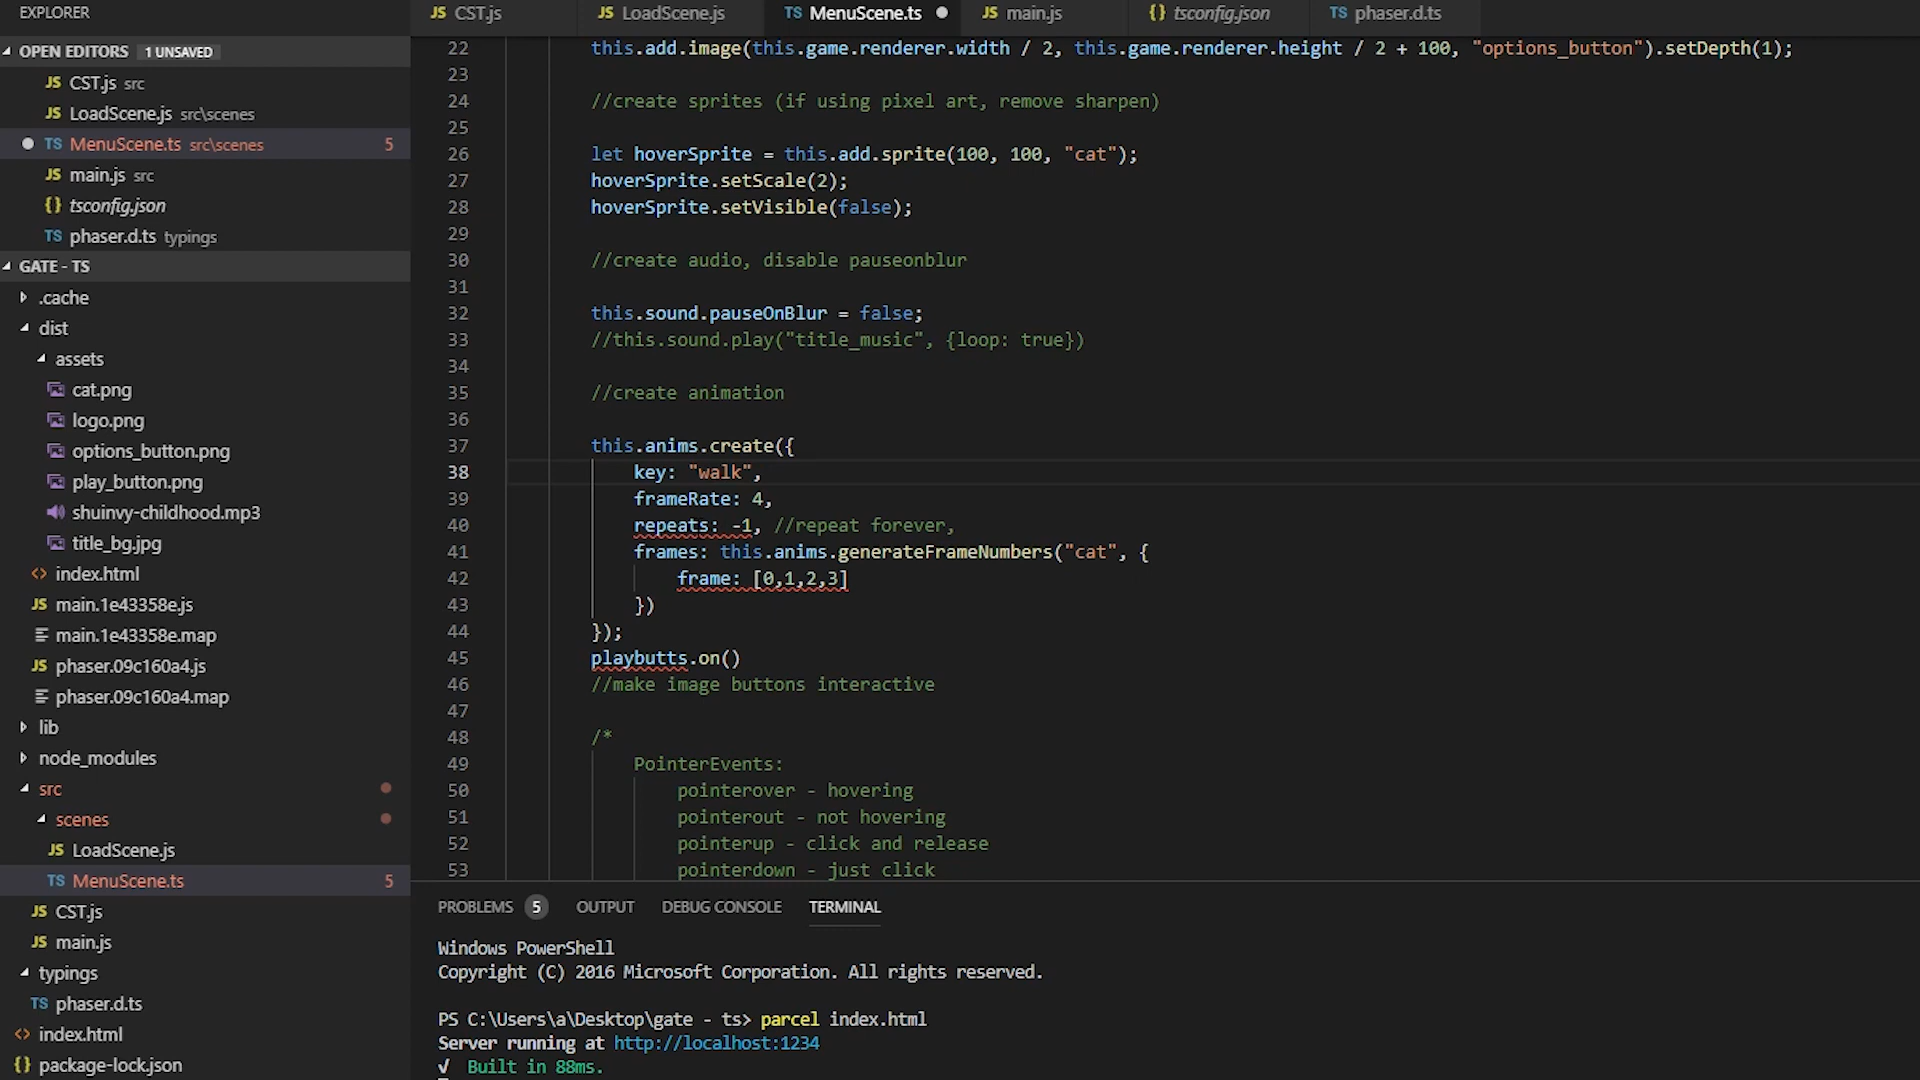 EXPLORER
OPEN EDITORS 1 UNSAVED
JS CST.js src
JS LoadScene.js src\scenes
TS MenuScene.ts src\scenes 5
JS main.js src
{} tsconfig.json
TS phaser.d.ts typings
GATE - TS
.cache
dist
assets
cat.png
logo.png
options_button.png
play_button.png
shuinvy-childhood.mp3
title_bg.jpg
<> index.html
JS main.1e43358e.js
main.1e43358e.map
JS phaser.09c160a4.js
phaser.09c160a4.map
lib
node_modules
src
scenes
JS LoadScene.js
TS MenuScene.ts 5
JS CST.js
JS main.js
typings
TS phaser.d.ts
<> index.html
{} package-lock.json
JS CST.js JS LoadScene.js TS MenuScene.ts JS main.js {} tsconfig.json TS phaser.d.ts
22 this.add.image(this.game.renderer.width / 2, this.game.renderer.height / 2 + 100, "options_button").setDepth(1);
23
24 //create sprites (if using pixel art, remove sharpen)
25
26 let hoverSprite = this.add.sprite(100, 100, "cat");
27 hoverSprite.setScale(2);
28 hoverSprite.setVisible(false);
29
30 //create audio, disable pauseonblur
31
32 this.sound.pauseOnBlur = false;
33 //this.sound.play("title_music", {loop: true})
34
35 //create animation
36
37 this.anims.create({
38 key: "walk",
39 frameRate: 4,
40 repeats: -1, //repeat forever,
41 frames: this.anims.generateFrameNumbers("cat", {
42 frame: [0,1,2,3]
43 })
44 });
45 playbutts.on()
46 //make image buttons interactive
47
48 /*
49 PointerEvents:
50 pointerover - hovering
51 pointerout - not hovering
52 pointerup - click and release
53 pointerdown - just click
PROBLEMS 5 OUTPUT DEBUG CONSOLE TERMINAL
Windows PowerShell
Copyright (C) 2016 Microsoft Corporation. All rights reserved.
PS C:\Users\a\Desktop\gate - ts> parcel index.html
Server running at http://localhost:1234
√ Built in 88ms.